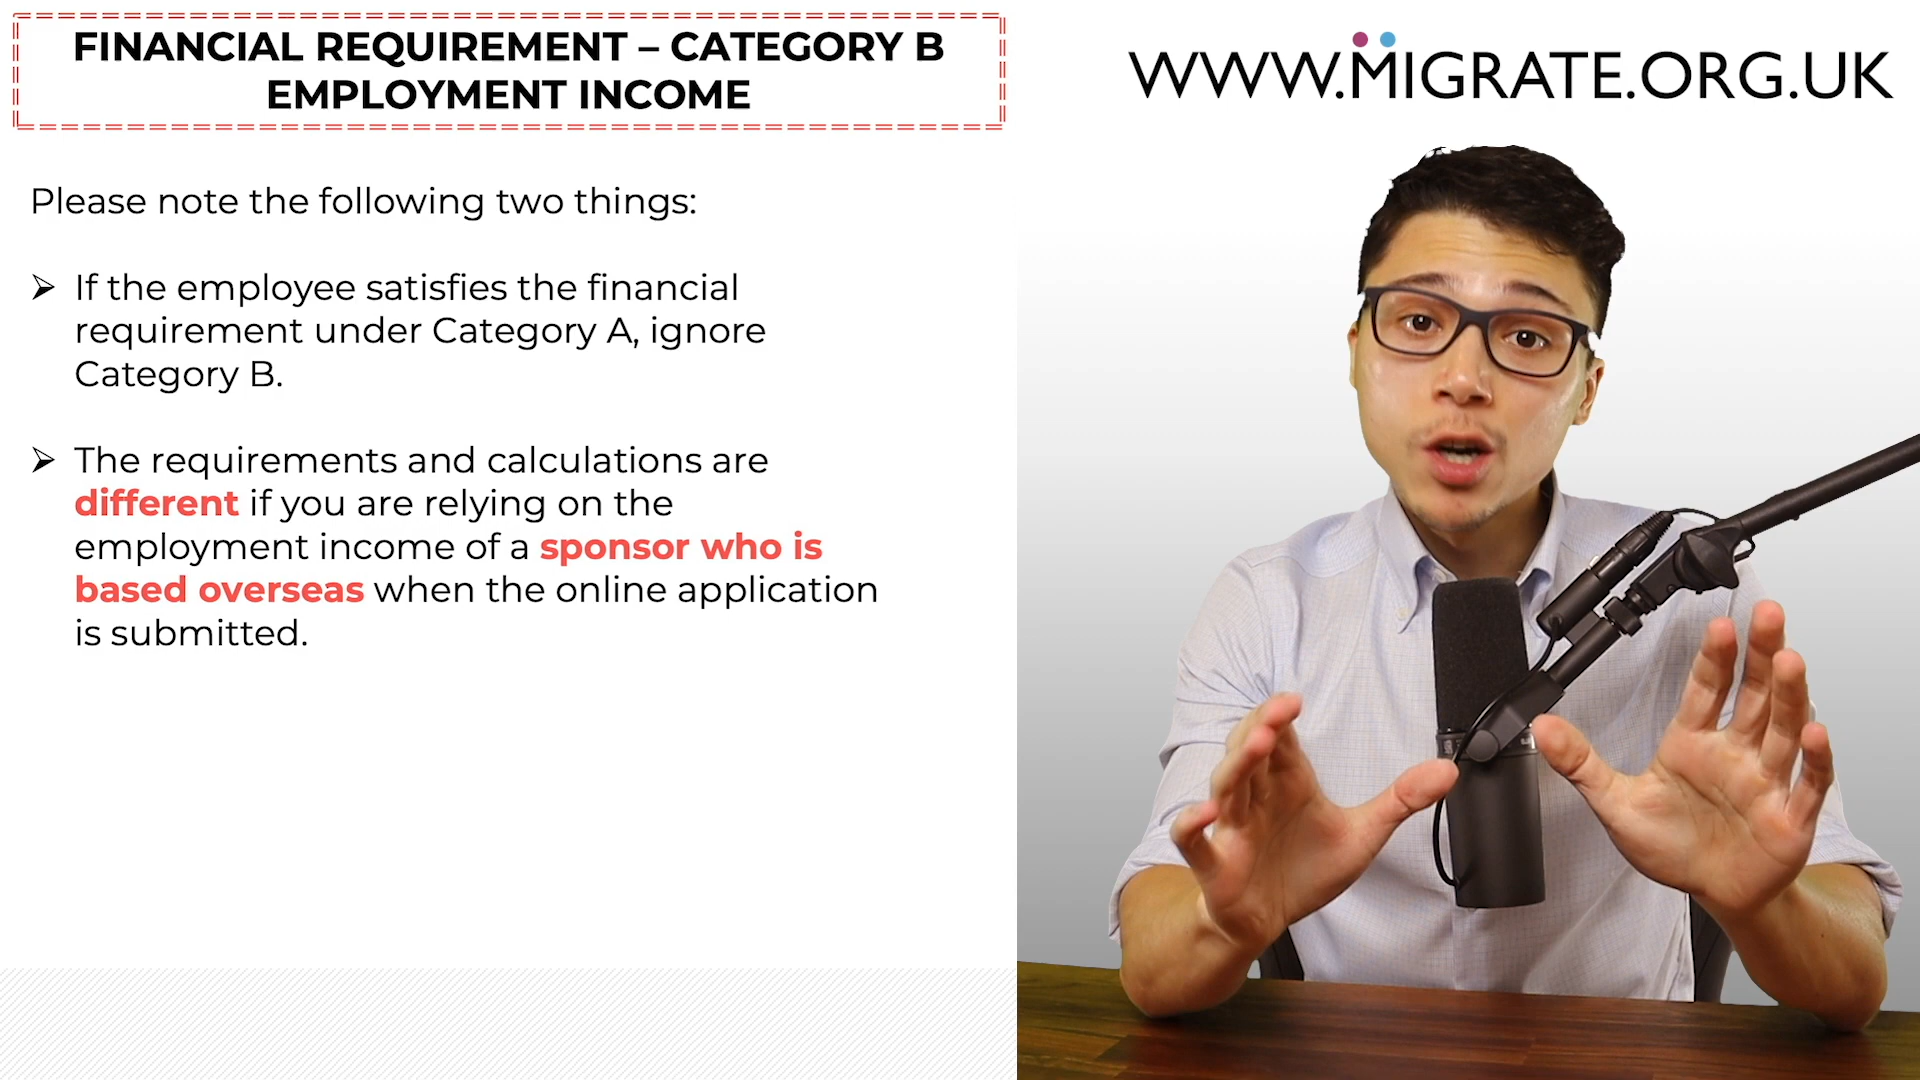 FINANCIAL REQUIREMENT – CATEGORY B
EMPLOYMENT INCOME
WWW.MIGRATE.ORG.UK
Please note the following two things:
➢ If the employee satisfies the financial
requirement under Category A, ignore
Category B.
➢ The requirements and calculations are
different if you are relying on the
employment income of a sponsor who is
based overseas when the online application
is submitted.